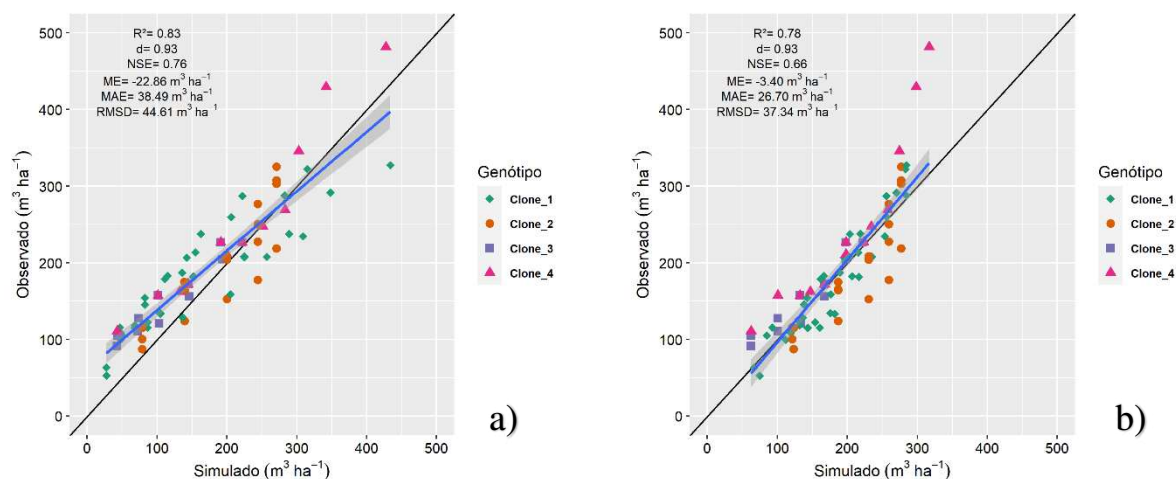 R²= 0.83
d= 0.93
NSE= 0.76
ME= -22.86 m³ ha⁻¹
MAE= 38.49 m³ ha⁻¹
RMSD= 44.61 m³ ha⁻¹
500
400
300
200
100
0
Observado (m³ ha⁻¹)
0 100 200 300 400 500
Simulado (m³ ha⁻¹)
Genótipo
Clone_1
Clone_2
Clone_3
Clone_4
a)
R²= 0.78
d= 0.93
NSE= 0.66
ME= -3.40 m³ ha⁻¹
MAE= 26.70 m³ ha⁻¹
RMSD= 37.34 m³ ha⁻¹
500
400
300
200
100
0
Observado (m³ ha⁻¹)
0 100 200 300 400 500
Simulado (m³ ha⁻¹)
Genótipo
Clone_1
Clone_2
Clone_3
Clone_4
b)